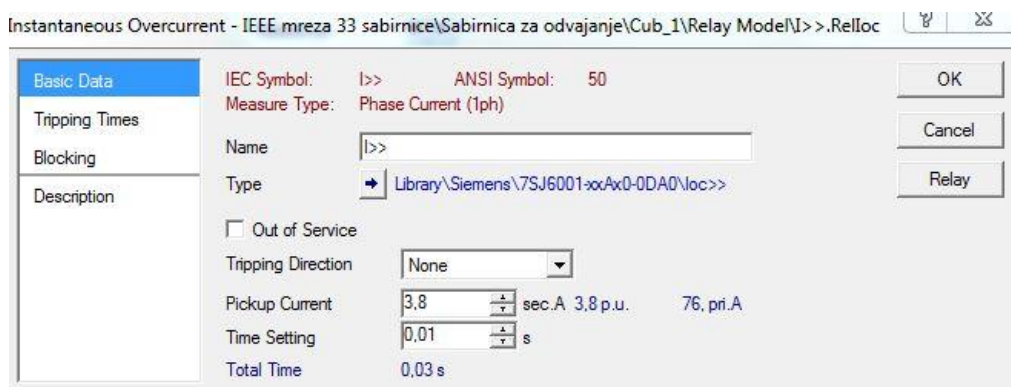 Instantaneous Overcurrent - IEEE mreza 33 sabirnice\Sabirnica za odvajanje\Cub_1\Relay Model\I>>.RelIoc
Basic Data
Tripping Times
Blocking
Description
IEC Symbol: I>> ANSI Symbol: 50
Measure Type: Phase Current (1ph)
Name I>>
Type Library\Siemens\7SJ6001-xxAx0-0DA0\Ioc>>
Out of Service
Tripping Direction None
Pickup Current 3,8 sec.A 3,8 p.u. 76, pri.A
Time Setting 0,01 s
Total Time 0,03 s
OK
Cancel
Relay